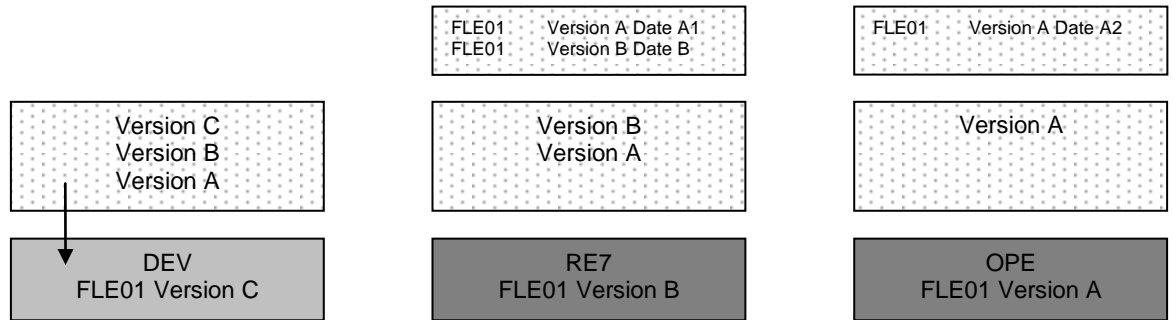 FLE01 Version A Date A1
FLE01 Version B Date B
FLE01 Version A Date A2
Version C
Version B
Version A
Version B
Version A
Version A
DEV
FLE01 Version C
RE7
FLE01 Version B
OPE
FLE01 Version A